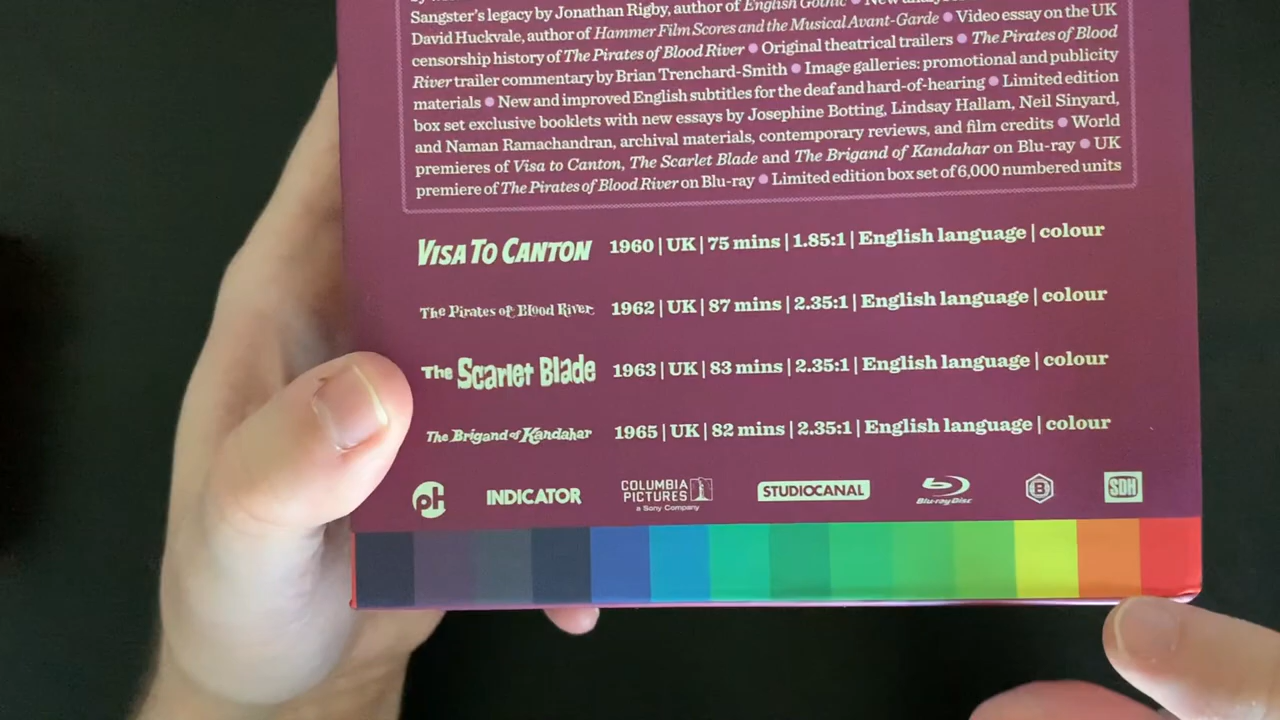 Sangster's legacy by Jonathan Rigby, author of English Gothic ● New
David Huckvale, author of Hammer Film Scores and the Musical Avant-Garde ● Video essay on the UK
censorship history of The Pirates of Blood River ● Original theatrical trailers ● The Pirates of Blood
River trailer commentary by Brian Trenchard-Smith ● Image galleries: promotional and publicity
materials ● New and improved English subtitles for the deaf and hard-of-hearing ● Limited edition
box set exclusive booklets with new essays by Josephine Botting, Lindsay Hallam, Neil Sinyard,
and Naman Ramachandran, archival materials, contemporary reviews, and film credits ● World
premieres of Visa to Canton, The Scarlet Blade and The Brigand of Kandahar on Blu-ray ● UK
premiere of The Pirates of Blood River on Blu-ray ● Limited edition box set of 6,000 numbered units
VISA TO CANTON 1960 | UK | 75 mins | 1.85:1 | English language | colour
The Pirates of Blood River 1962 | UK | 87 mins | 2.35:1 | English language | colour
The Scarlet Blade 1963 | UK | 83 mins | 2.35:1 | English language | colour
The Brigand of Kandahar 1965 | UK | 82 mins | 2.35:1 | English language | colour
pH INDICATOR COLUMBIA PICTURES a Sony Company STUDIOCANAL Blu-ray Disc B SDH